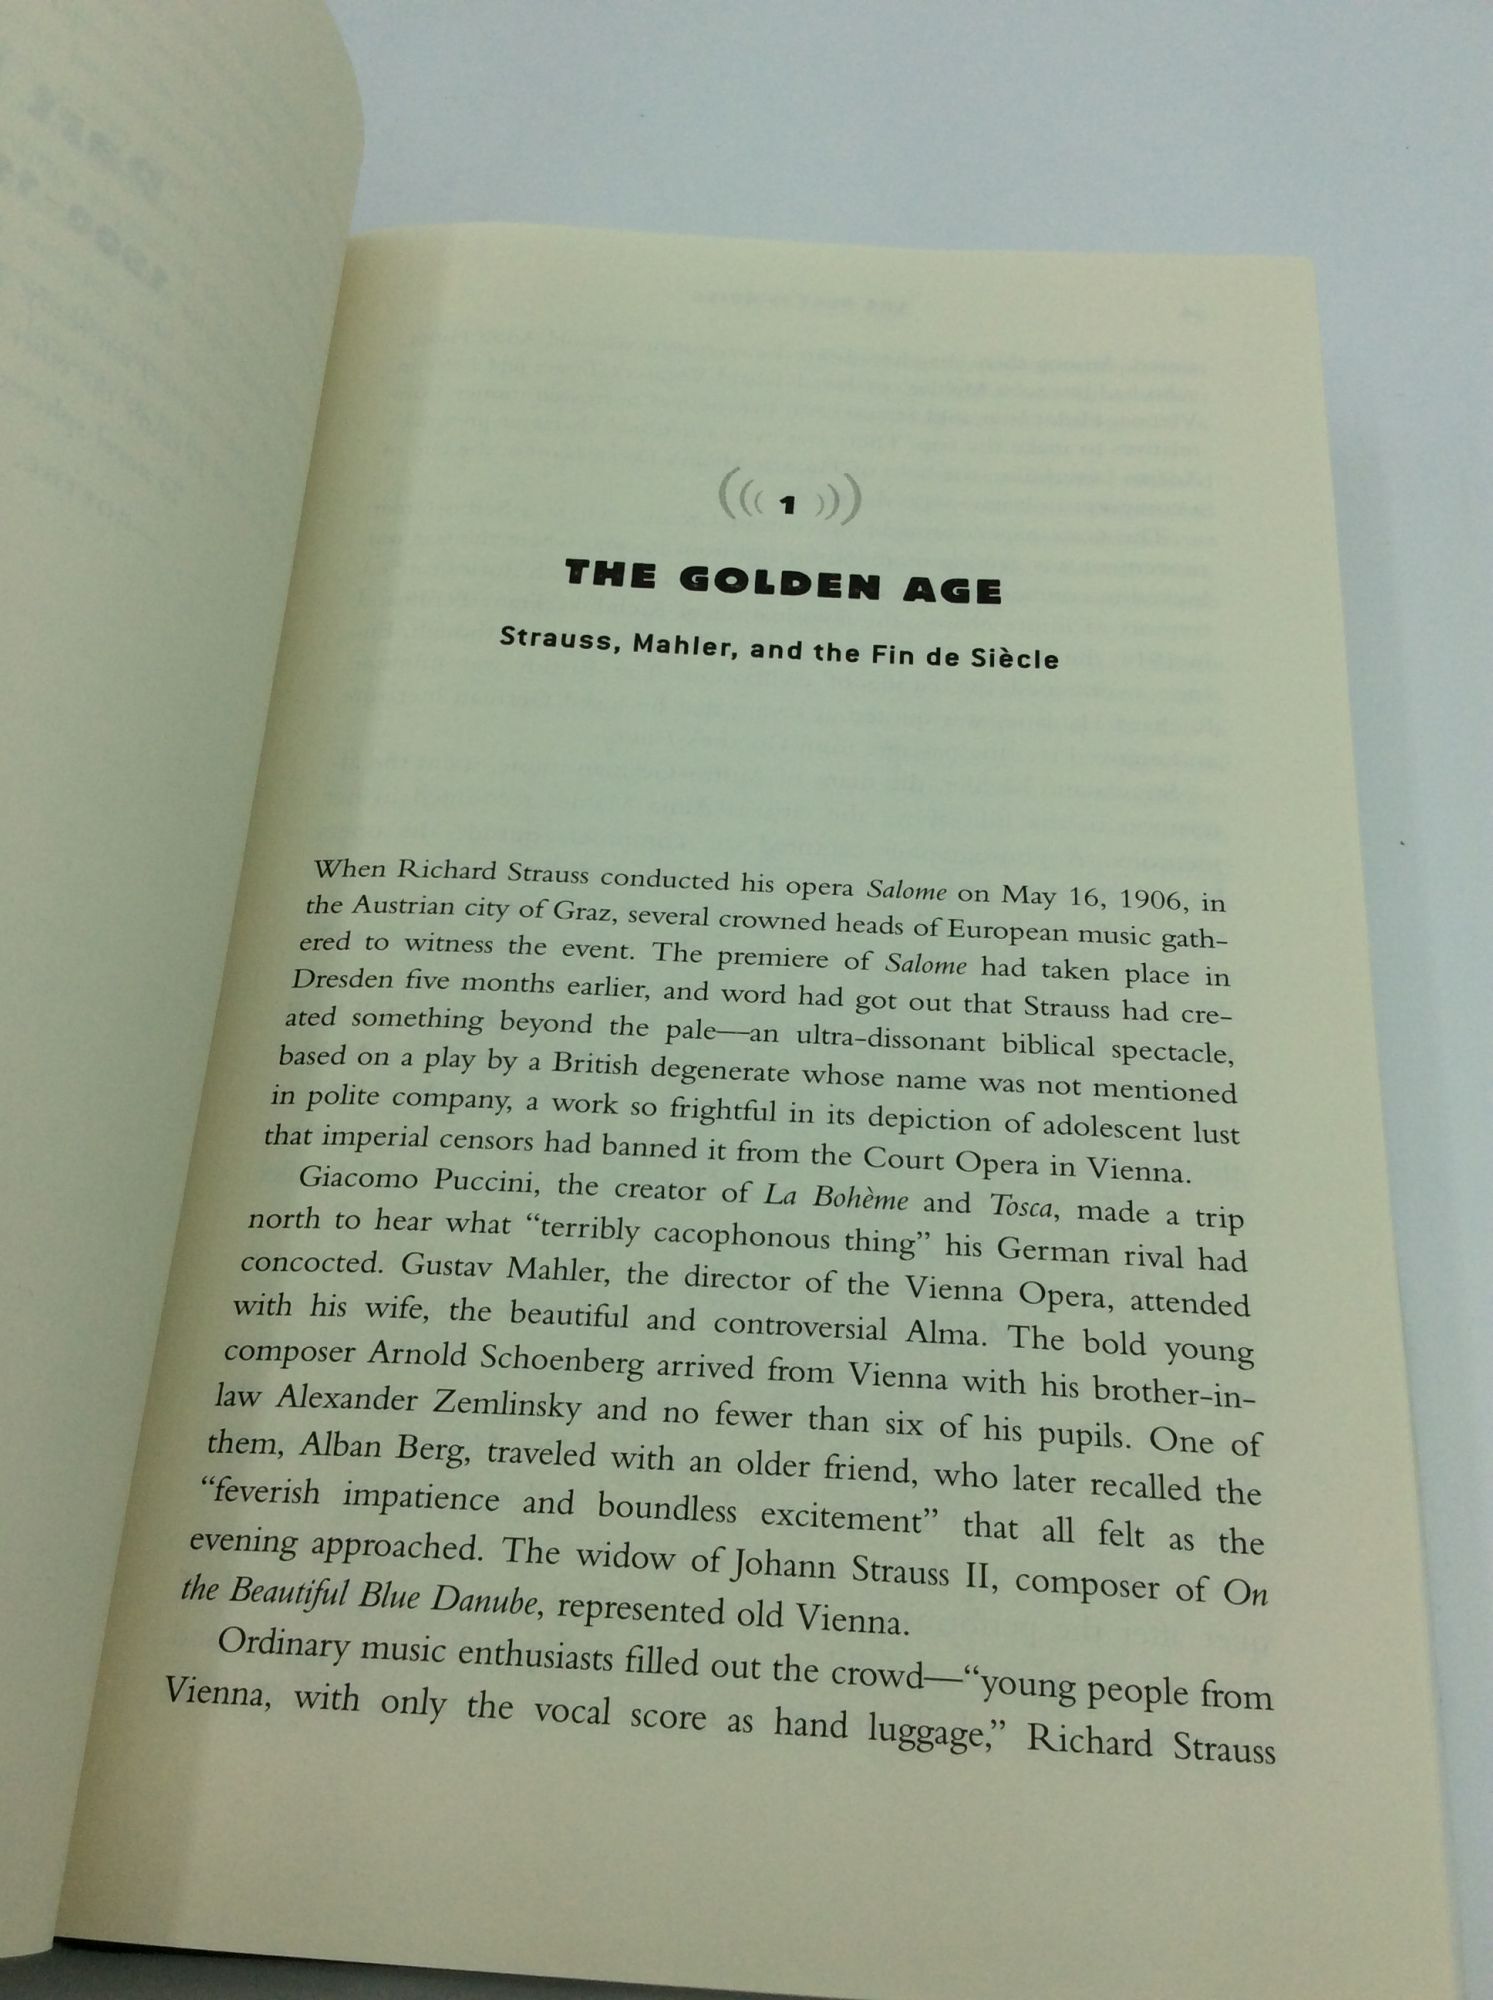 1
THE GOLDEN AGE
Strauss, Mahler, and the Fin de Siècle
When Richard Strauss conducted his opera Salome on May 16, 1906, in
the Austrian city of Graz, several crowned heads of European music gath-
ered to witness the event. The premiere of Salome had taken place in
Dresden five months earlier, and word had got out that Strauss had cre-
ated something beyond the pale—an ultra-dissonant biblical spectacle,
based on a play by a British degenerate whose name was not mentioned
in polite company, a work so frightful in its depiction of adolescent lust
that imperial censors had banned it from the Court Opera in Vienna.
Giacomo Puccini, the creator of La Bohème and Tosca, made a trip
north to hear what “terribly cacophonous thing” his German rival had
concocted. Gustav Mahler, the director of the Vienna Opera, attended
with his wife, the beautiful and controversial Alma. The bold young
composer Arnold Schoenberg arrived from Vienna with his brother-in-
law Alexander Zemlinsky and no fewer than six of his pupils. One of
them, Alban Berg, traveled with an older friend, who later recalled the
“feverish impatience and boundless excitement” that all felt as the
evening approached. The widow of Johann Strauss II, composer of On
the Beautiful Blue Danube, represented old Vienna.
Ordinary music enthusiasts filled out the crowd—“young people from
Vienna, with only the vocal score as hand luggage,” Richard Strauss